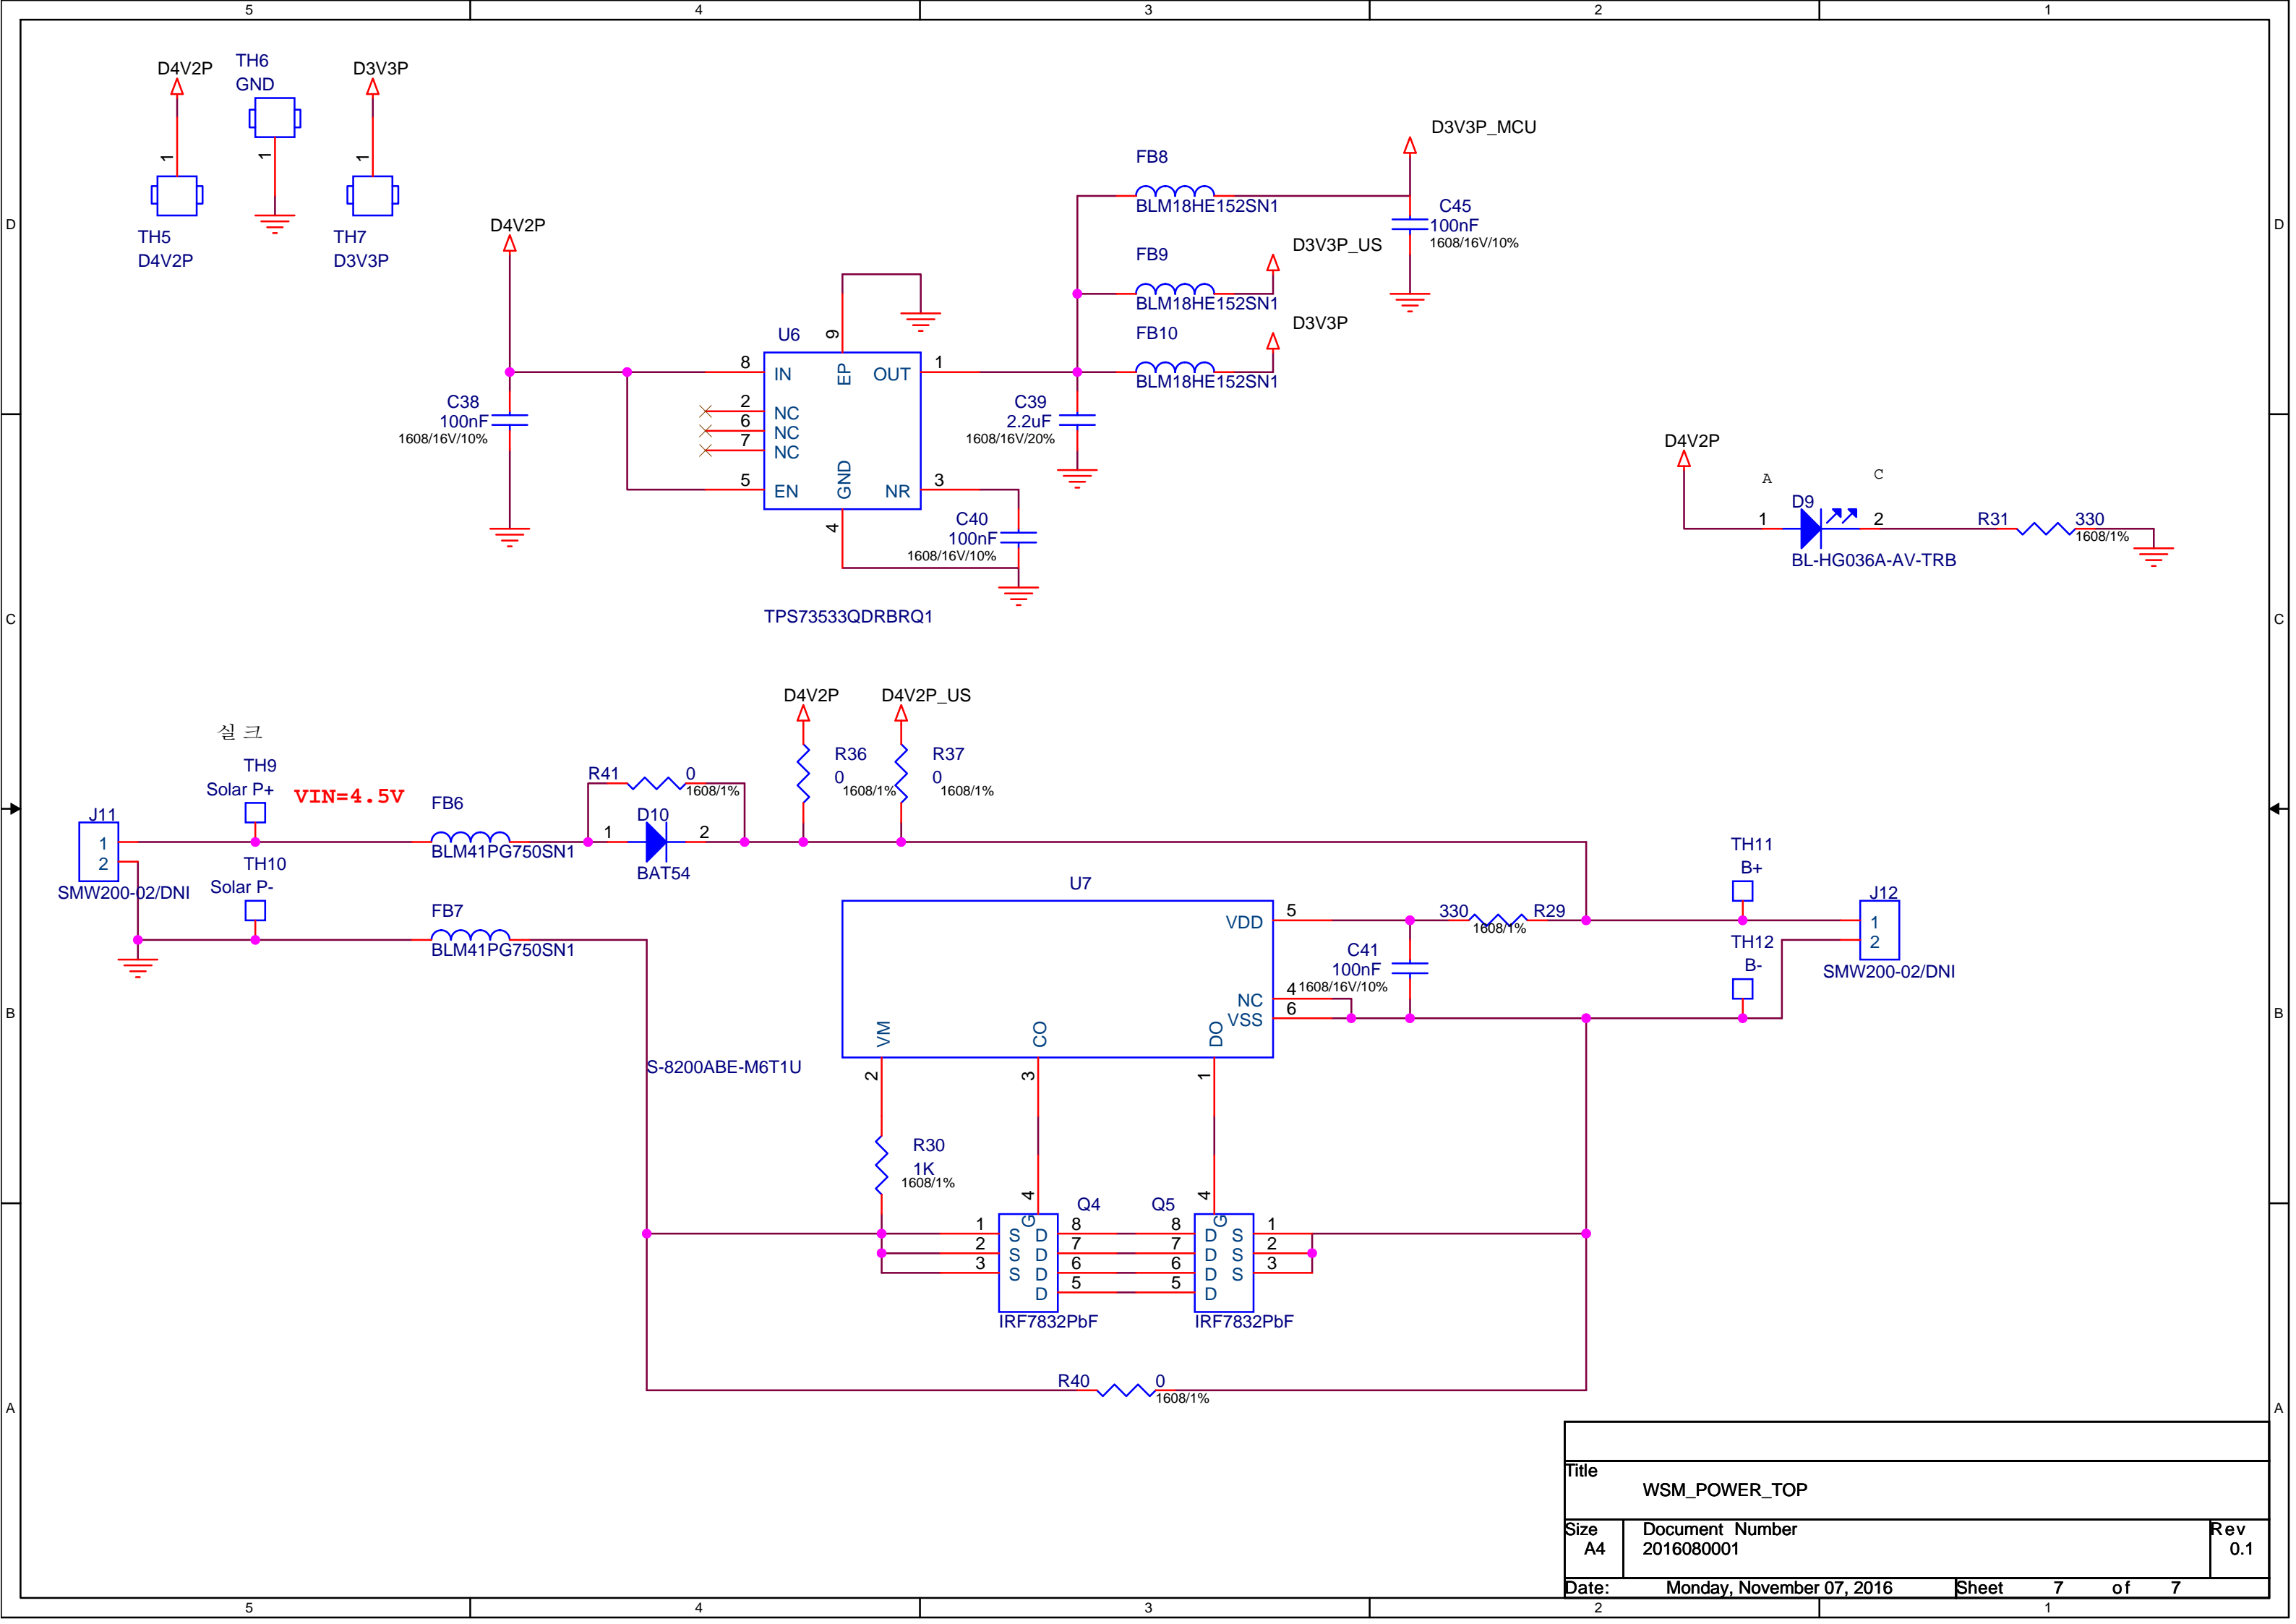 5 4 3 2 1
D4V2P
TH6
GND
D3V3P
1
1
1
TH5
D4V2P
TH7
D3V3P
D
D
D4V2P
C38
100nF
1608/16V/10%
U6
8 IN
2 NC
6 NC
7 NC
5 EN
9 EP
4 GND
OUT 1
NR 3
TPS73533QDRBRQ1
C39
2.2uF
1608/16V/20%
C40
100nF
1608/16V/10%
FB8
BLM18HE152SN1
FB9
BLM18HE152SN1
FB10
BLM18HE152SN1
D3V3P_MCU
D3V3P_US
D3V3P
C45
100nF
1608/16V/10%
D4V2P
A
C
D9
1
2
BL-HG036A-AV-TRB
R31
330
1608/1%
C
C
실 크
TH9
Solar P+
VIN=4.5V
J11
1
2
SMW200-02/DNI
TH10
Solar P-
FB6
BLM41PG750SN1
FB7
BLM41PG750SN1
R41
0
1608/1%
D10
1
2
BAT54
D4V2P
R36
0
1608/1%
D4V2P_US
R37
0
1608/1%
U7
VDD 5
NC 4
VSS 6
VM 2
CO 3
DO 1
S-8200ABE-M6T1U
330
R29
1608/1%
C41
100nF
1608/16V/10%
TH11
B+
TH12
B-
J12
1
2
SMW200-02/DNI
B
B
R30
1K
1608/1%
Q4
4 G
1 S D 8
2 S D 7
3 S D 6
D 5
IRF7832PbF
Q5
4 G
8 D S 1
7 D S 2
6 D S 3
5 D
IRF7832PbF
R40
0
1608/1%
A
A
Title
WSM_POWER_TOP
Size
A4
Document Number
2016080001
Rev
0.1
Date: Monday, November 07, 2016
Sheet 7 of 7
5 4 3 2 1